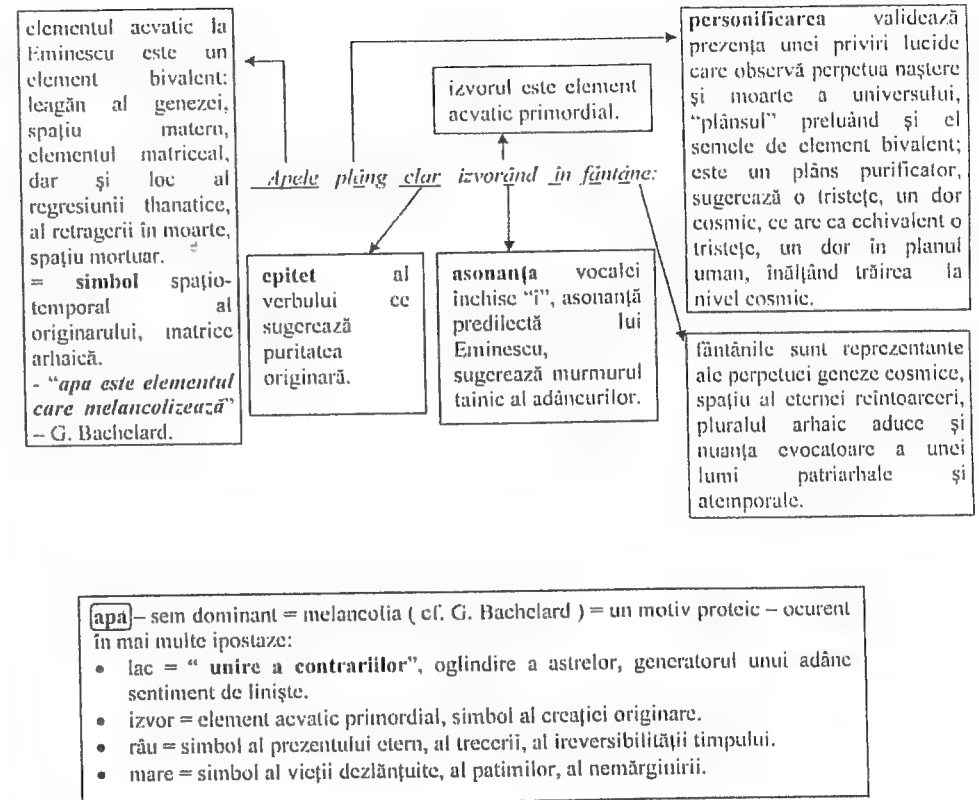 elementul acvatic la
Eminescu este un
element bivalent:
leagăn al genezei,
spațiu matern,
elementul matriceal,
dar și loc al
regresiunii thanatice,
al retragerii în moarte,
spațiu mortuar.
= simbol spațio-
temporal al
originarului, matrice
arhaică.
- "apa este elementul
care melancolizează"
– G. Bachelard.
izvorul este element
acvatic primordial.
personificarea validează
prezența unei priviri lucide
care observă perpetua naștere
și moarte a universului,
"plânsul" preluând și el
semele de element bivalent;
este un plâns purificator,
sugerează o tristețe, un dor
cosmic, ce are ca echivalent o
tristețe, un dor în planul
uman, înălțând trăirea la
nivel cosmic.
Apele plâng clar izvorând în fântâne:
epitet al
verbului ce
sugerează
puritatea
originară.
asonanța vocalei
închise "î", asonanță
predilectă lui
Eminescu,
sugerează murmurul
tainic al adâncurilor.
fântânile sunt reprezentante
ale perpetuei geneze cosmice,
spațiu al eternei reîntoarceri,
pluralul arhaic aduce și
nuanța evocatoare a unei
lumi patriarhale și
atemporale.
apa – sem dominant = melancolia ( cf. G. Bachelard ) = un motiv proteic – ocurent
în mai multe ipostaze:
• lac = " unire a contrariilor", oglindire a astrelor, generatorul unui adânc
sentiment de liniște.
• izvor = element acvatic primordial, simbol al creației originare.
• râu = simbol al prezentului etern, al trecerii, al ireversibilității timpului.
• mare = simbol al vieții dezlănțuite, al patimilor, al nemărginirii.